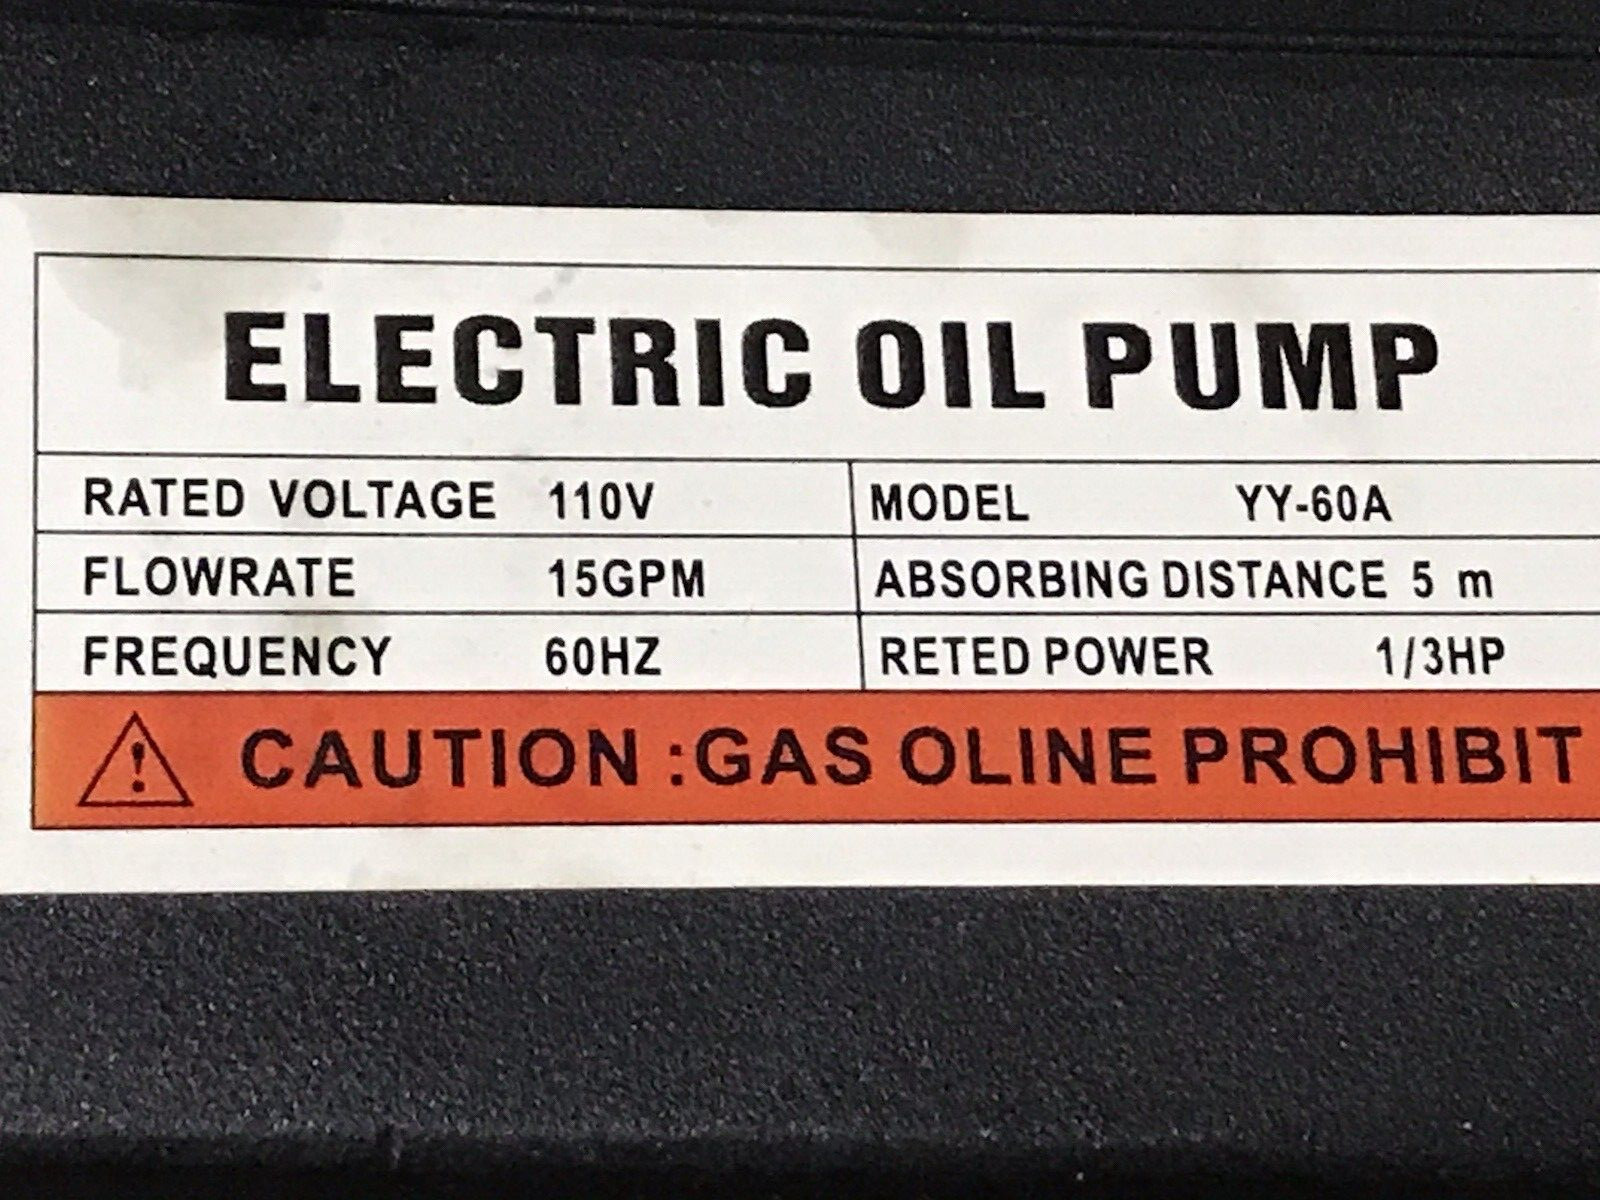 ELECTRIC OIL PUMP
RATED VOLTAGE 110V MODEL YY-60A
FLOWRATE 15GPM ABSORBING DISTANCE 5 m
FREQUENCY 60HZ RETED POWER 1/3HP
CAUTION :GAS OLINE PROHIBIT